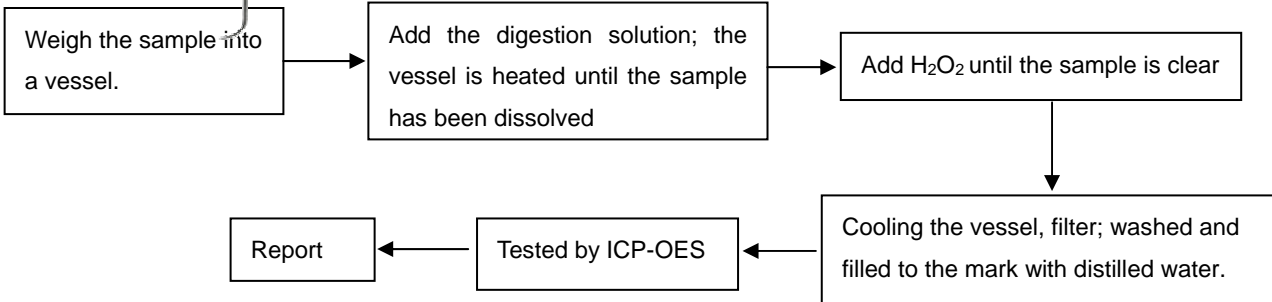 Weigh the sample into
a vessel.
Add the digestion solution; the
vessel is heated until the sample
has been dissolved
Add H₂O₂ until the sample is clear
Cooling the vessel, filter; washed and
filled to the mark with distilled water.
Tested by ICP-OES
Report